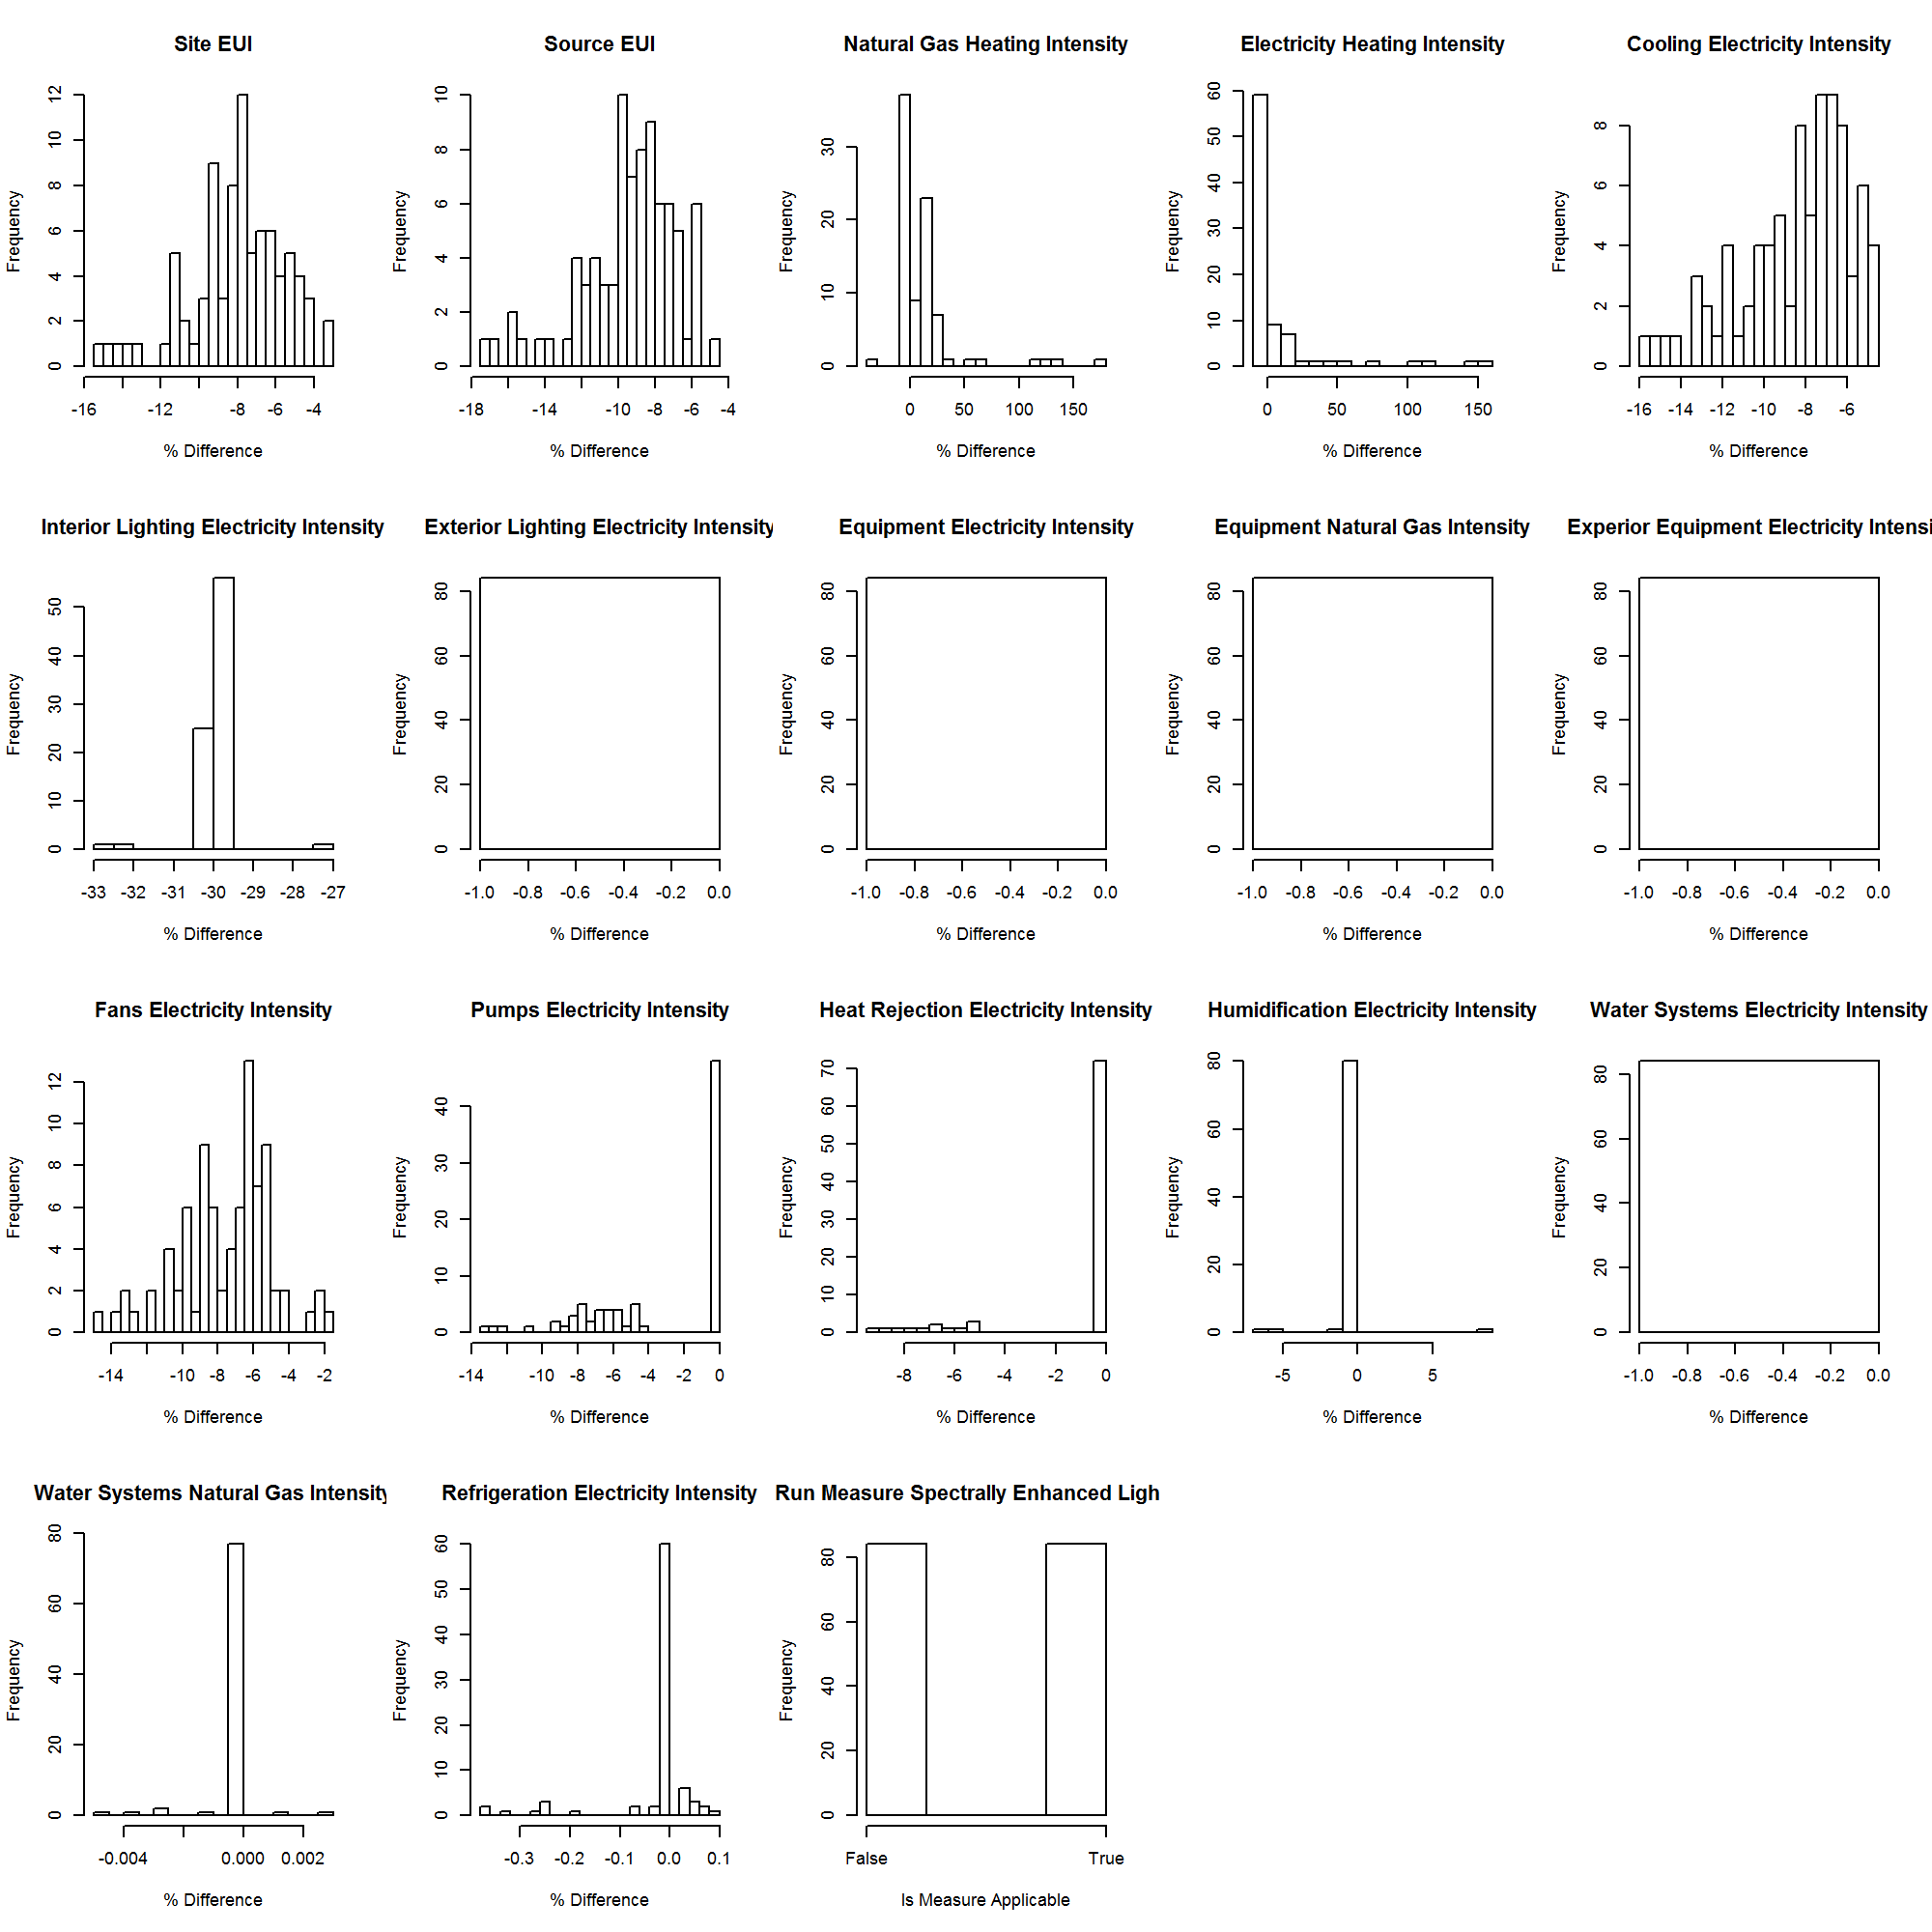 Site EUI
Source EUI
Natural Gas Heating Intensity
Electricity Heating Intensity
Cooling Electricity Intensity
Frequency
0 2 4 6 8 10 12
-16 -12 -8 -6 -4
% Difference
Frequency
0 2 4 6 8 10
-18 -14 -10 -8 -6 -4
% Difference
Frequency
0 10 20 30
0 50 100 150
% Difference
Frequency
0 10 20 30 40 50 60
0 50 100 150
% Difference
Frequency
0 2 4 6 8
-16 -14 -12 -10 -8 -6
% Difference
Interior Lighting Electricity Intensity
Exterior Lighting Electricity Intensity
Equipment Electricity Intensity
Equipment Natural Gas Intensity
Experior Equipment Electricity Intensi
Frequency
0 10 20 30 40 50
-33 -32 -31 -30 -29 -28 -27
% Difference
Frequency
0 20 40 60 80
-1.0 -0.8 -0.6 -0.4 -0.2 0.0
% Difference
Frequency
0 20 40 60 80
-1.0 -0.8 -0.6 -0.4 -0.2 0.0
% Difference
Frequency
0 20 40 60 80
-1.0 -0.8 -0.6 -0.4 -0.2 0.0
% Difference
Frequency
0 20 40 60 80
-1.0 -0.8 -0.6 -0.4 -0.2 0.0
% Difference
Fans Electricity Intensity
Pumps Electricity Intensity
Heat Rejection Electricity Intensity
Humidification Electricity Intensity
Water Systems Electricity Intensity
Frequency
0 2 4 6 8 10 12
-14 -10 -8 -6 -4 -2
% Difference
Frequency
0 10 20 30 40
-14 -10 -8 -6 -4 -2 0
% Difference
Frequency
0 10 20 30 40 50 60 70
-8 -6 -4 -2 0
% Difference
Frequency
0 20 40 60 80
-5 0 5
% Difference
Frequency
0 20 40 60 80
-1.0 -0.8 -0.6 -0.4 -0.2 0.0
% Difference
Water Systems Natural Gas Intensity
Refrigeration Electricity Intensity
Run Measure Spectrally Enhanced Ligh
Frequency
0 20 40 60 80
-0.004 0.000 0.002
% Difference
Frequency
0 10 20 30 40 50 60
-0.3 -0.2 -0.1 0.0 0.1
% Difference
Frequency
0 20 40 60 80
False True
Is Measure Applicable